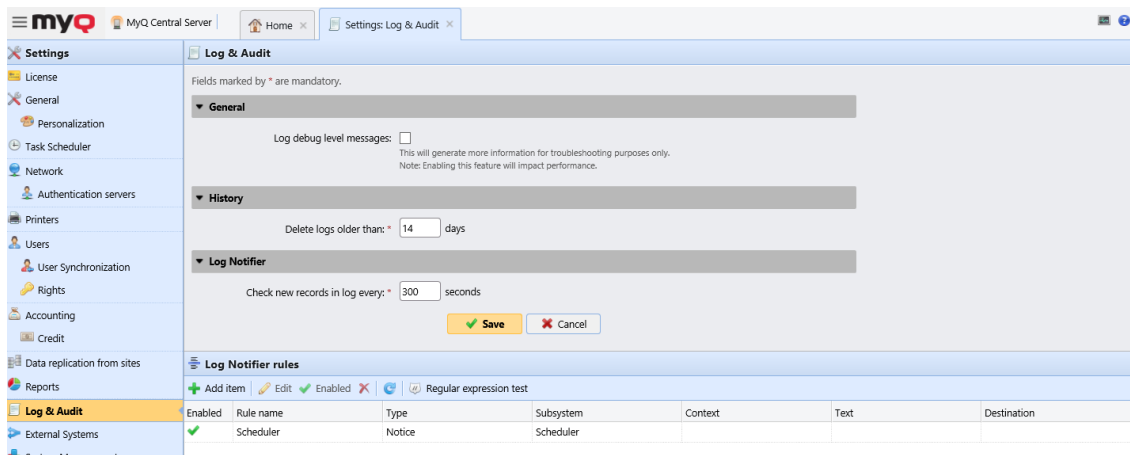 myQ
MyQ Central Server
Home
Settings: Log & Audit
Settings
License
General
Personalization
Task Scheduler
Network
Authentication servers
Printers
Users
User Synchronization
Rights
Accounting
Credit
Data replication from sites
Reports
Log & Audit
External Systems
Log & Audit
Fields marked by * are mandatory.
General
Log debug level messages:
This will generate more information for troubleshooting purposes only.
Note: Enabling this feature will impact performance.
History
Delete logs older than: * 14 days
Log Notifier
Check new records in log every: * 300 seconds
Save Cancel
Log Notifier rules
Add item Edit Enabled Regular expression test
Enabled Rule name Type Subsystem Context Text Destination
Scheduler Notice Scheduler